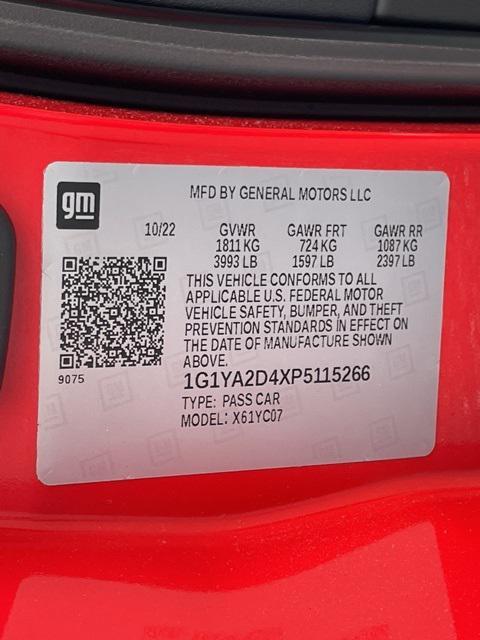 gm
MFD BY GENERAL MOTORS LLC
10/22 GVWR GAWR FRT GAWR RR
1811 KG 724 KG 1087 KG
3993 LB 1597 LB 2397 LB
THIS VEHICLE CONFORMS TO ALL
APPLICABLE U.S. FEDERAL MOTOR
VEHICLE SAFETY, BUMPER, AND THEFT
PREVENTION STANDARDS IN EFFECT ON
THE DATE OF MANUFACTURE SHOWN
ABOVE.
9075
1G1YA2D4XP5115266
TYPE: PASS CAR
MODEL: X61YC07